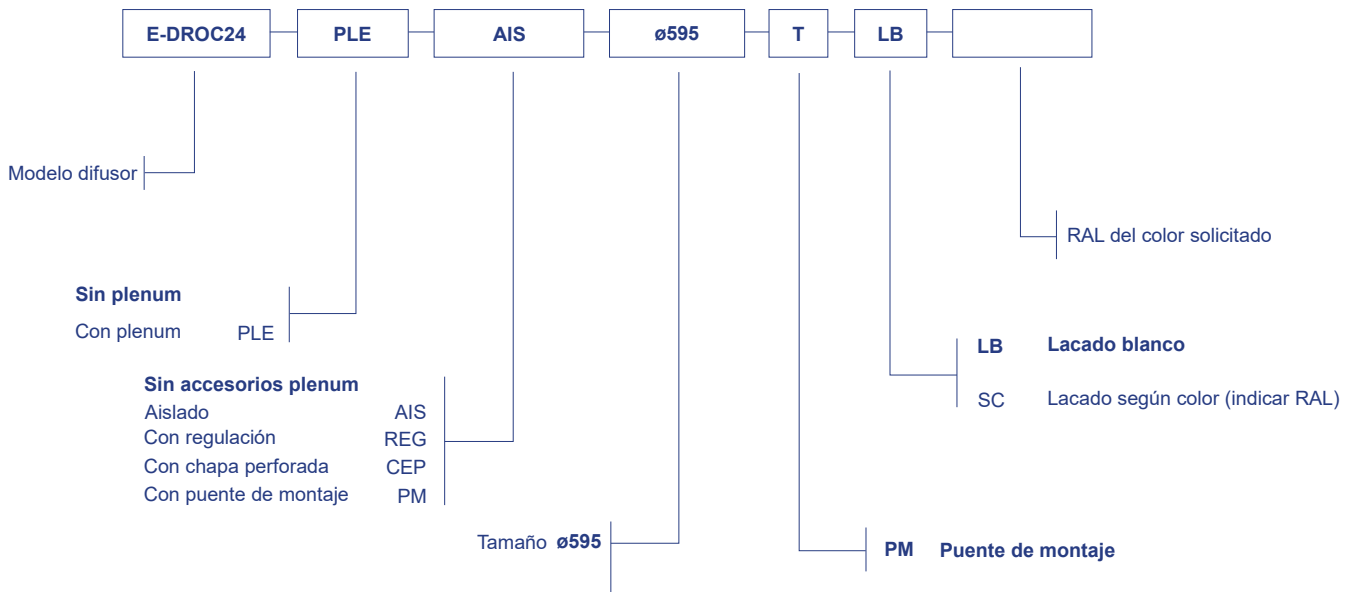 E-DROC24 PLE AIS ø595 T LB
Modelo difusor
RAL del color solicitado
Sin plenum
Con plenum PLE
LB Lacado blanco
SC Lacado según color (indicar RAL)
Sin accesorios plenum
Aislado AIS
Con regulación REG
Con chapa perforada CEP
Con puente de montaje PM
Tamaño ø595
PM Puente de montaje